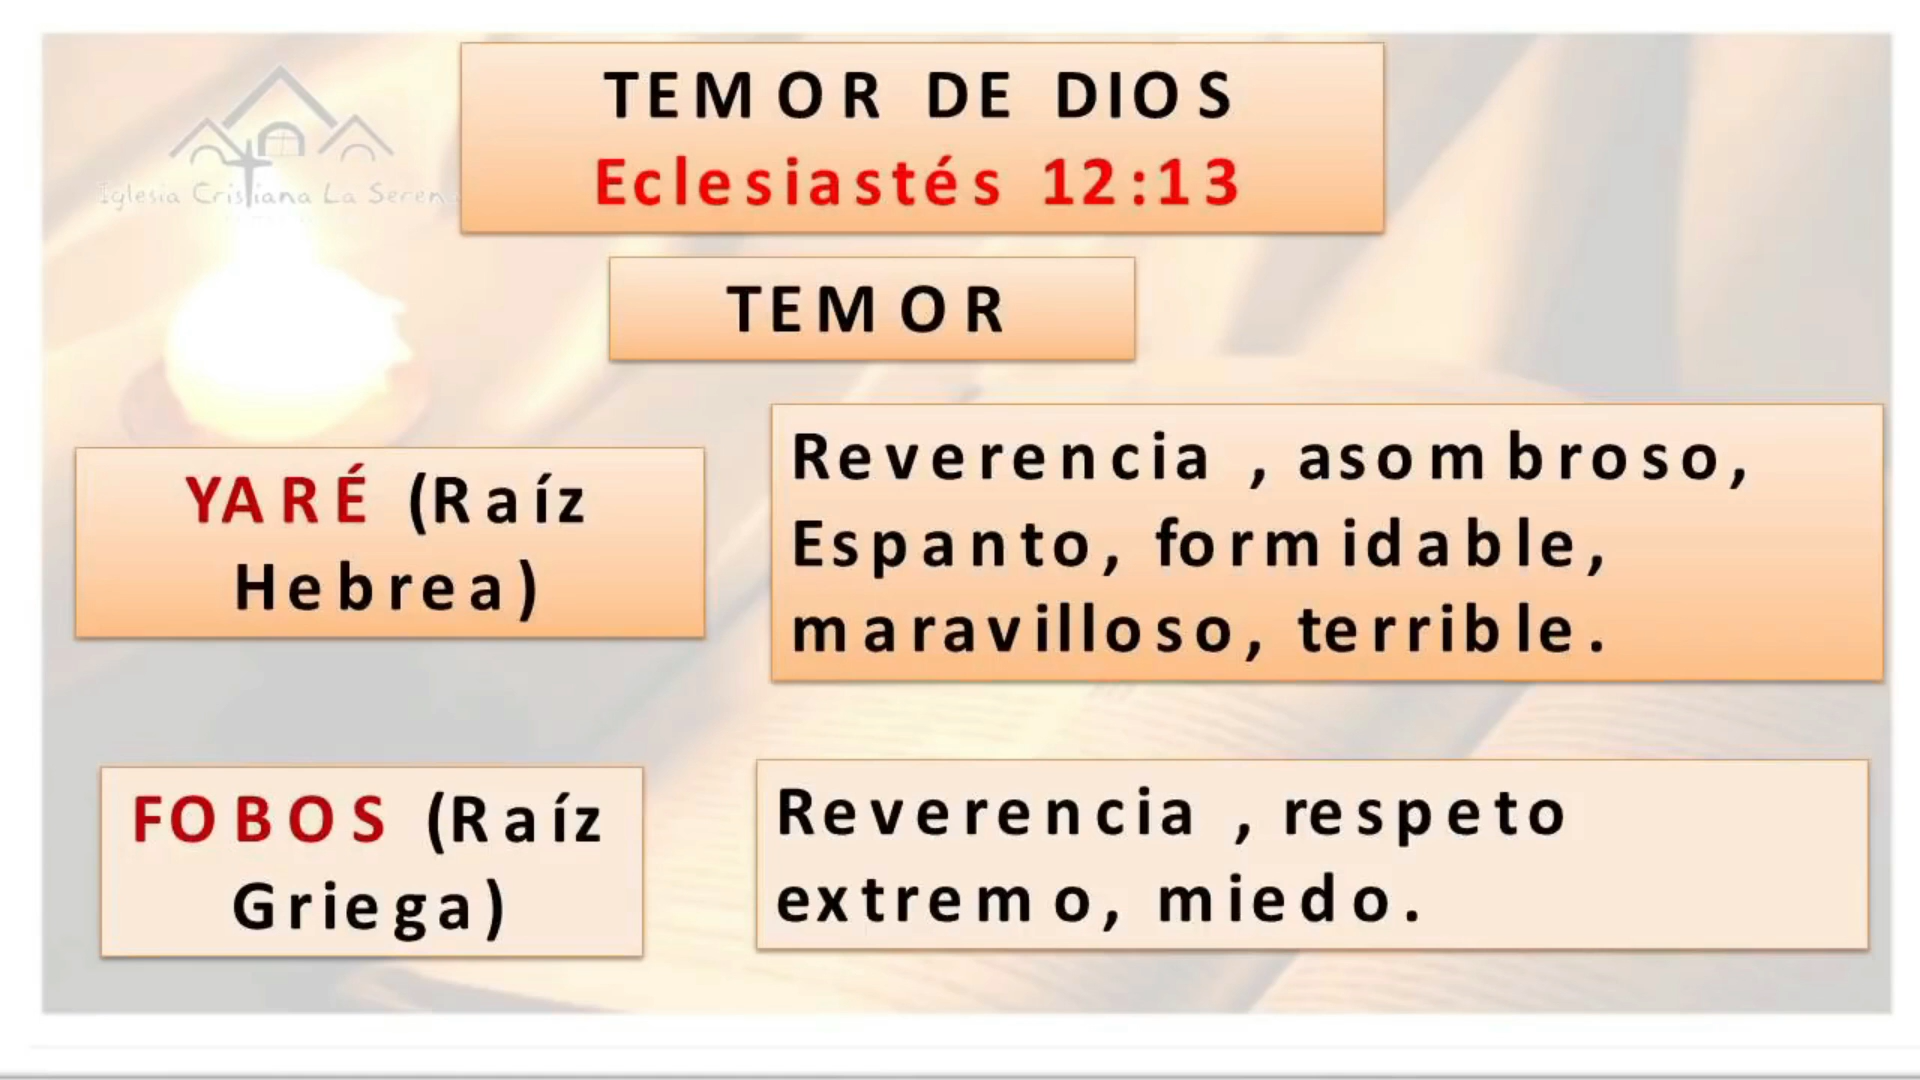 TEMOR DE DIOS
Eclesiastés 12:13
Iglesia Cristiana La Serena
TEMOR
YARÉ (Raíz
Hebrea)
Reverencia , asombroso,
Espanto, formidable,
maravilloso, terrible.
FOBOS (Raíz
Griega)
Reverencia , respeto
extremo, miedo.